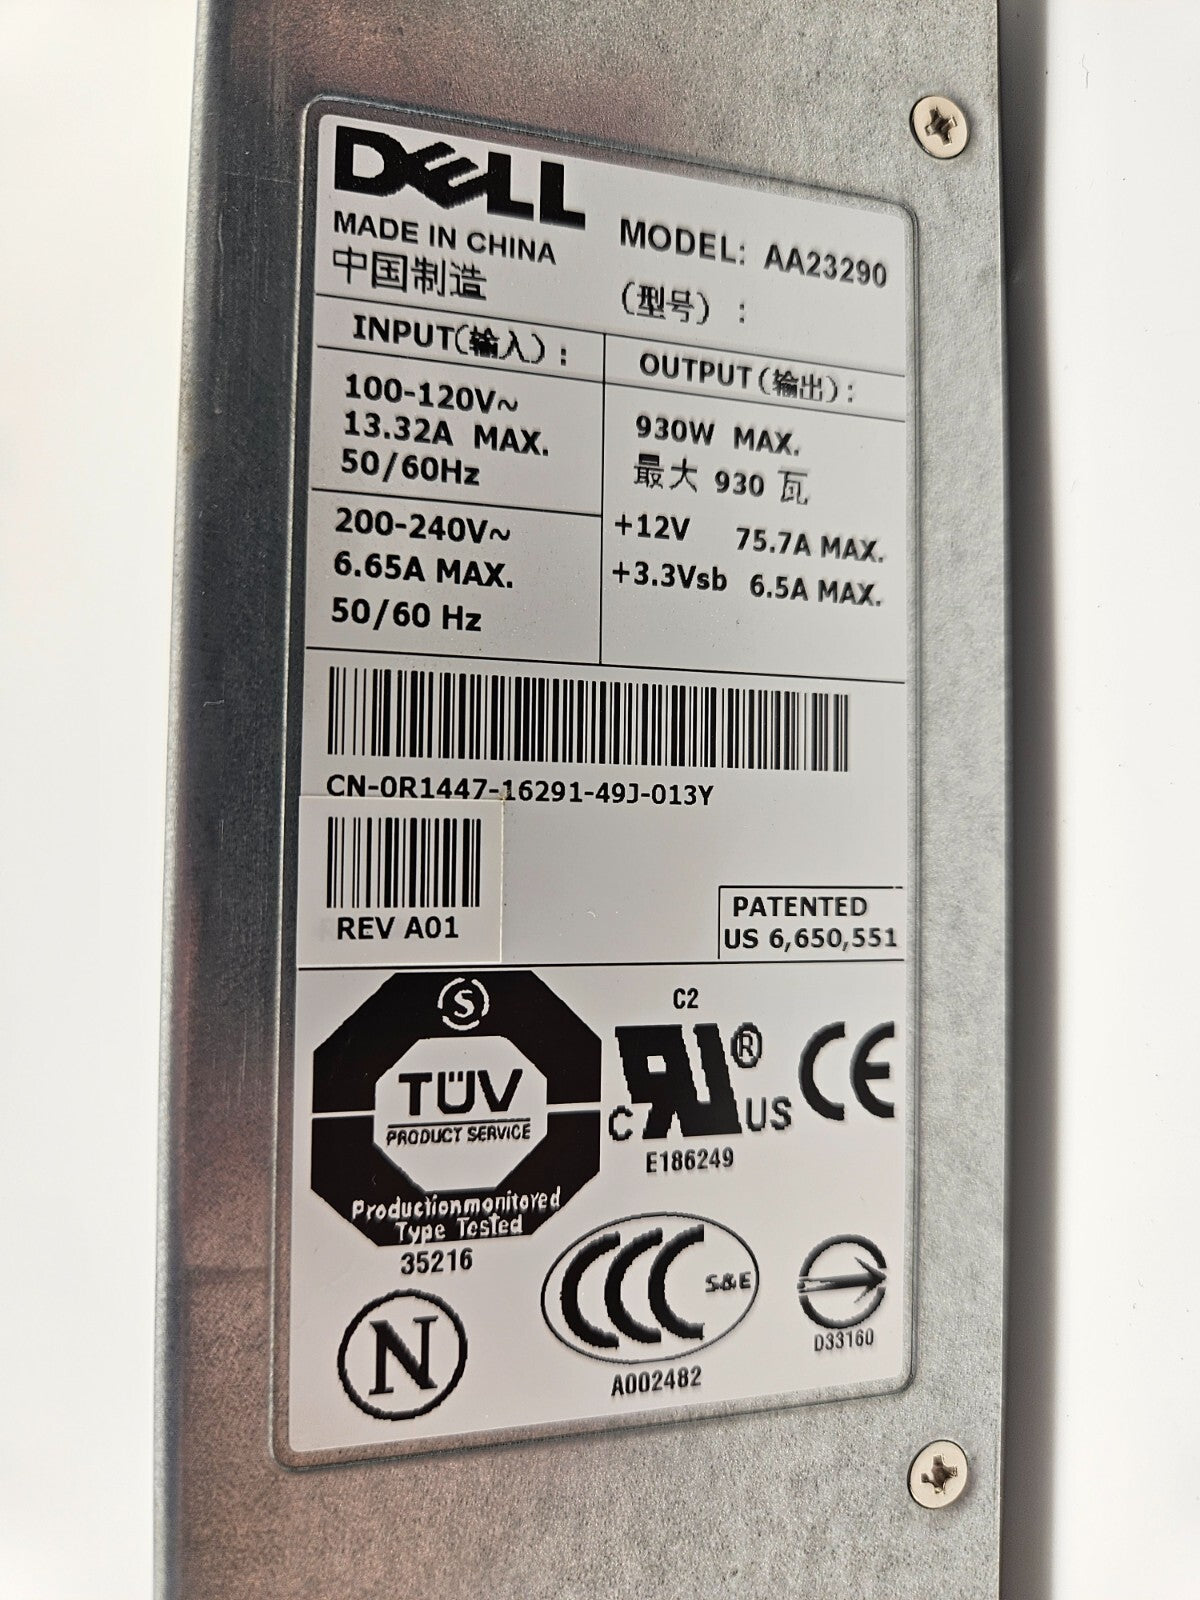 DELL
MADE IN CHINA
中国制造
MODEL: AA23290
(型号) :
INPUT(输入) :
100-120V~
13.32A MAX.
50/60Hz
200-240V~
6.65A MAX.
50/60 Hz
OUTPUT(输出) :
930W MAX.
最大 930 瓦
+12V 75.7A MAX.
+3.3Vsb 6.5A MAX.
CN-0R1447-16291-49J-013Y
REV A01
PATENTED
US 6,650,551
S
TÜV
PRODUCT SERVICE
Productionmonitored
Type Tested
35216
C2
C RU ® US
E186249
CE
N
CCC S&E
A002482
D33160